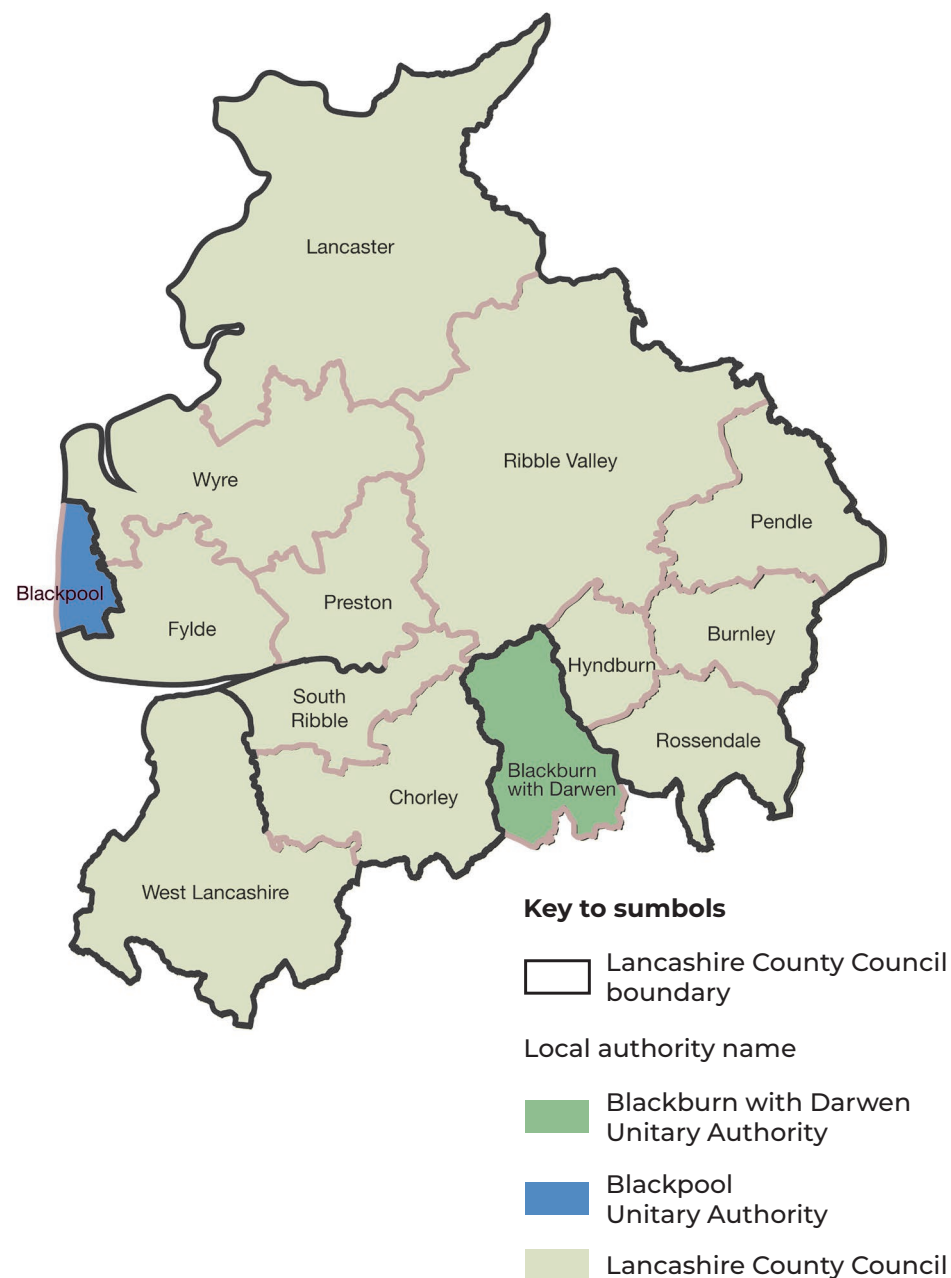 Lancaster
Ribble Valley
Wyre
Pendle
Blackpool
Preston
Fylde
Burnley
Hyndburn
South
Ribble
Rossendale
Blackburn
with Darwen
Chorley
West Lancashire
Key to sumbols
Lancashire County Council
boundary
Local authority name
Blackburn with Darwen
Unitary Authority
Blackpool
Unitary Authority
Lancashire County Council